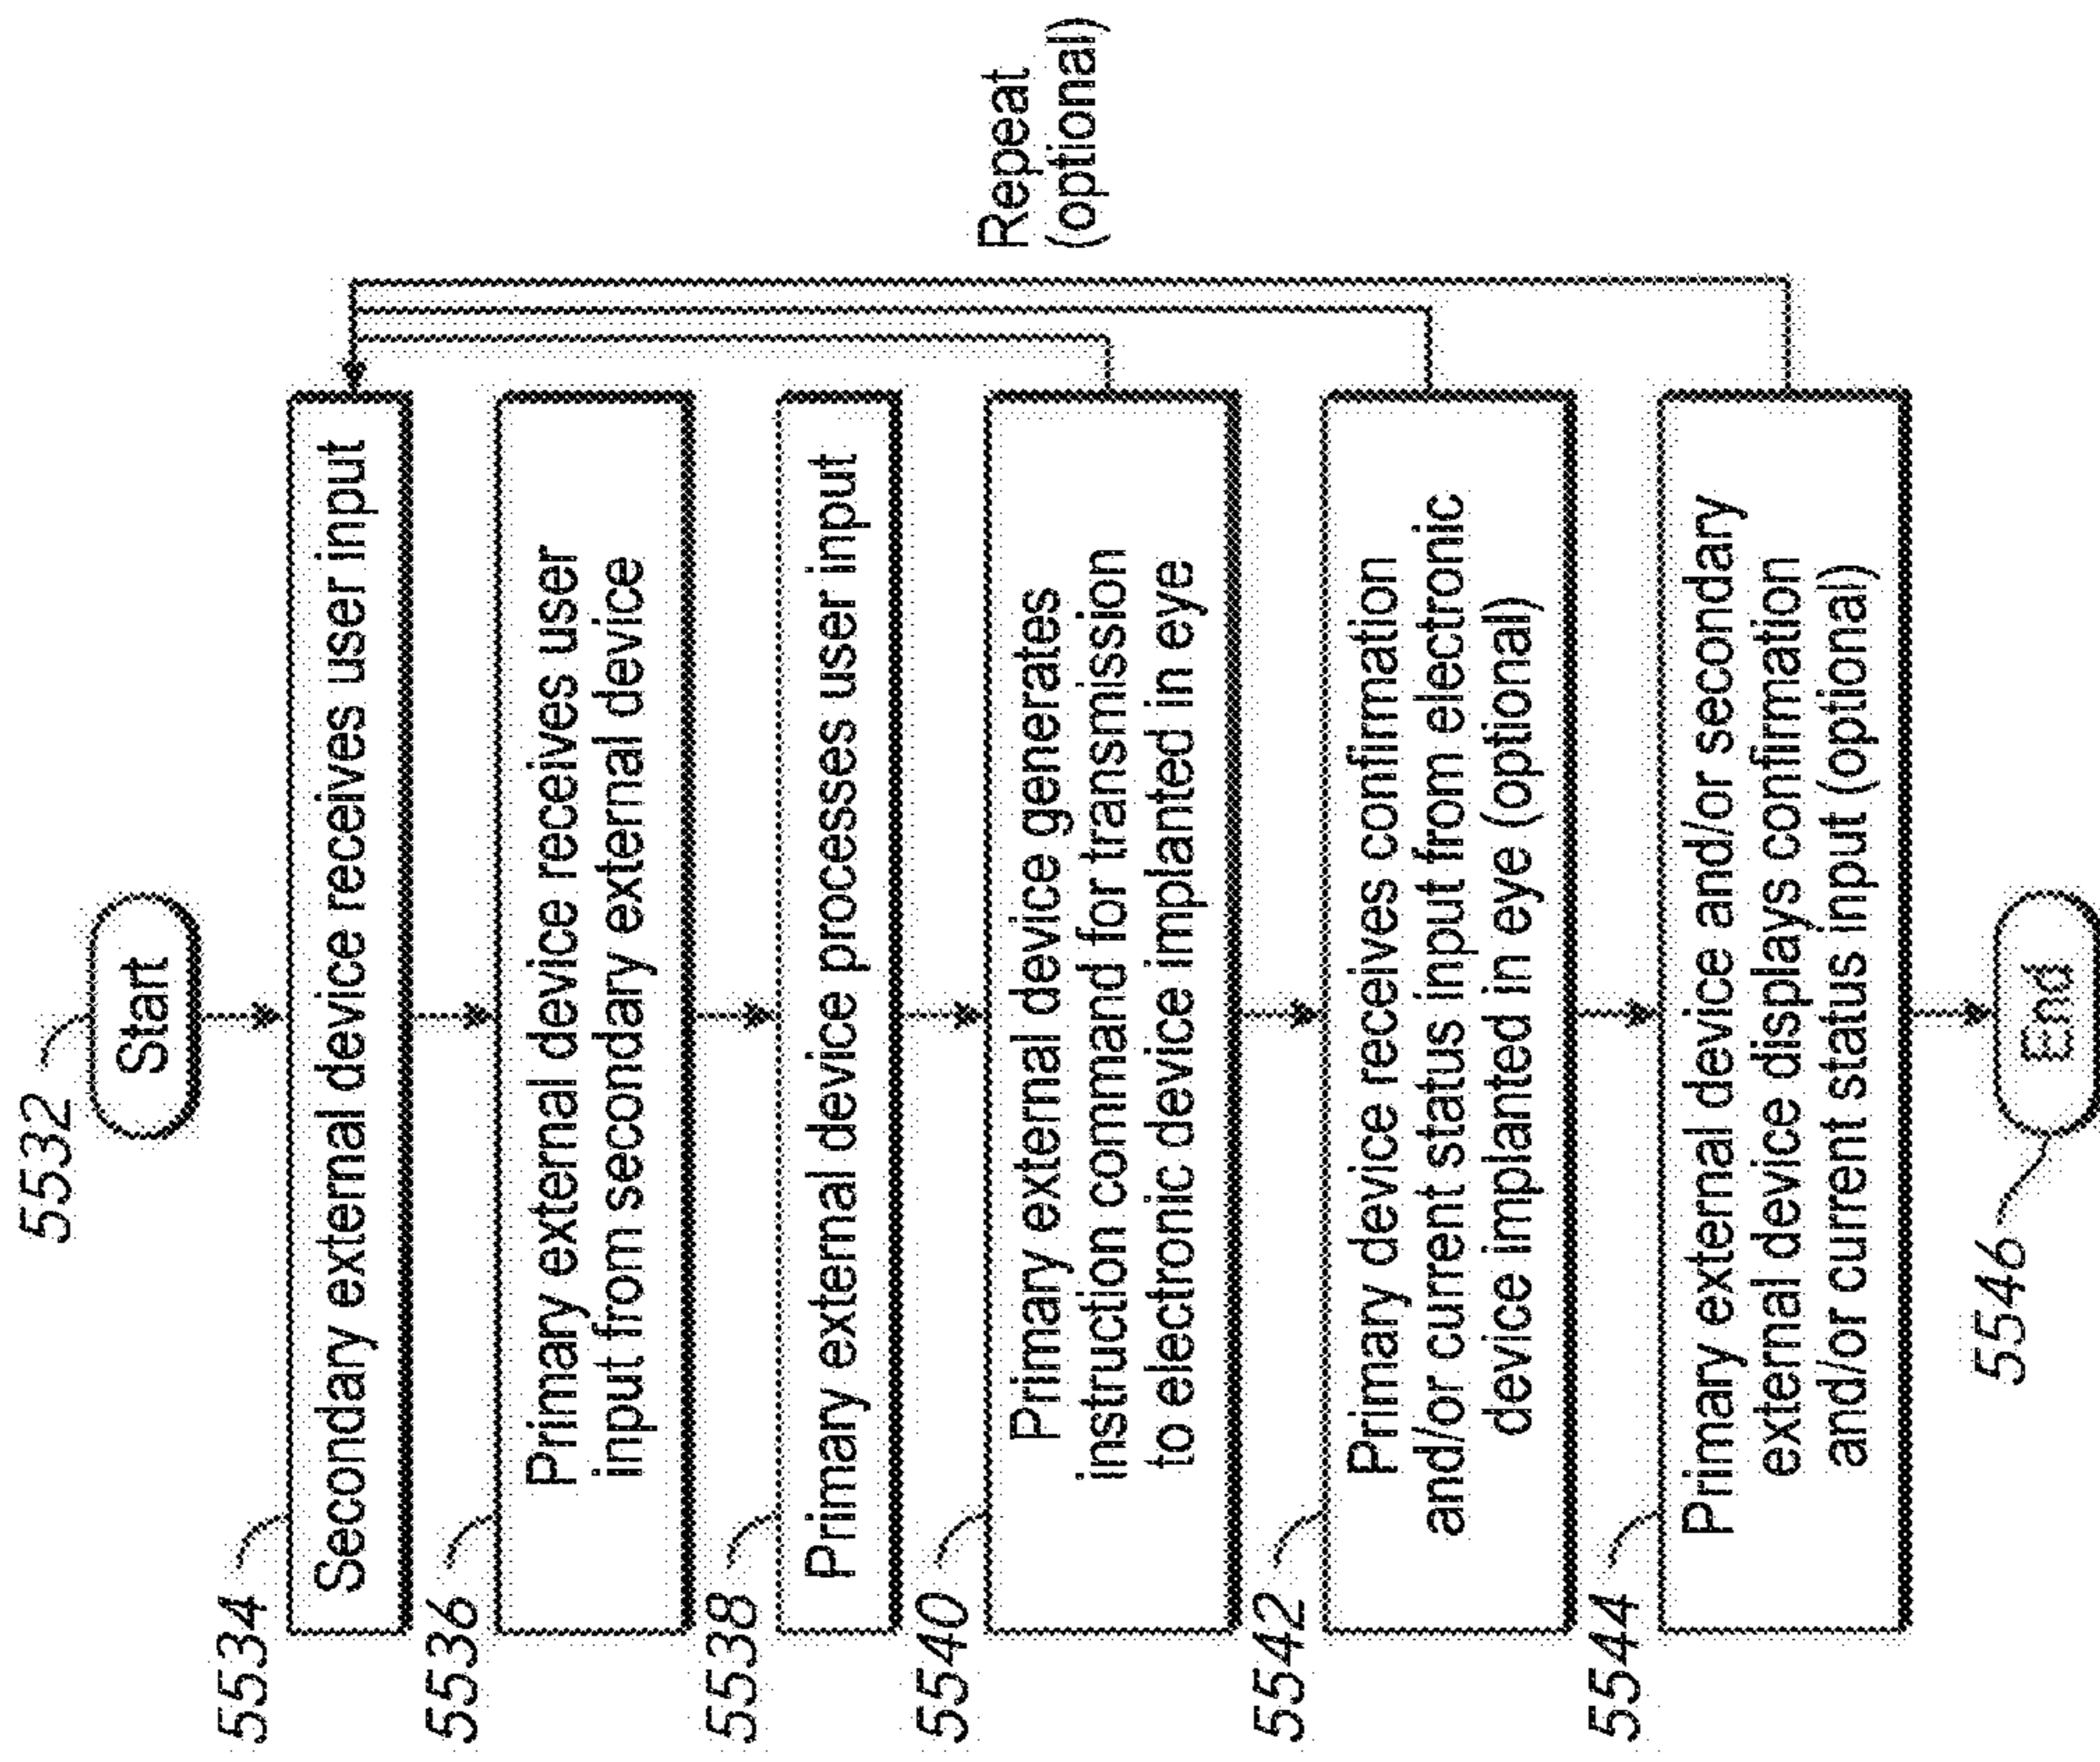 5532
Start
5534
Secondary external device receives user input
5536
Primary external device receives user
input from secondary external device
5538
Primary external device processes user input
5540
Primary external device generates
instruction command for transmission
to electronic device implanted in eye
5542
Primary device receives confirmation
and/or current status input from electronic
device implanted in eye (optional)
5544
Primary external device and/or secondary
external device displays confirmation
and/or current status input (optional)
5546
End
Repeat
(optional)